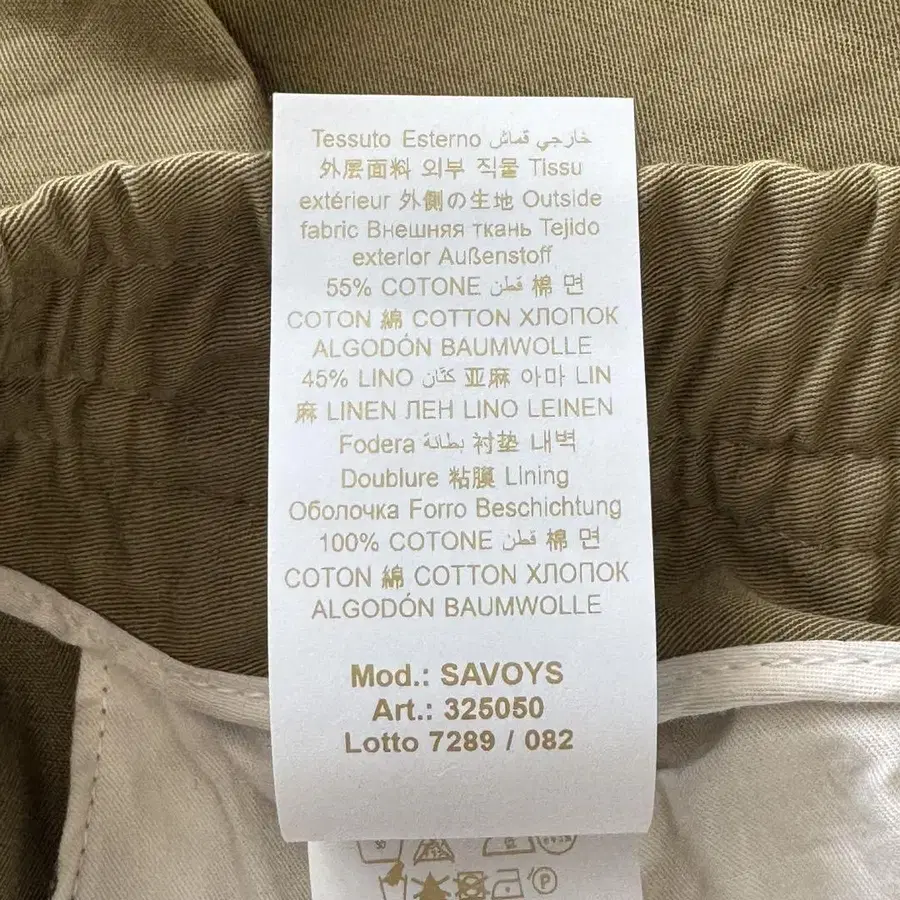 Tessuto Esterno خارجي قماش
外层面料 외부 직물 Tissu
extérieur 外側の生地 Outside
fabric Внешняя ткань Tejido
exterior Außenstoff
55% COTONE قطن 棉 면
COTON 綿 COTTON ХЛОПОК
ALGODÓN BAUMWOLLE
45% LINO كتّان 亚麻 아마 LIN
麻 LINEN ЛЕН LINO LEINEN
Fodera بطانة 衬垫 내벽
Doublure 粘膜 Lining
Оболочка Forro Beschichtung
100% COTONE قطن 棉 면
COTON 綿 COTTON ХЛОПОК
ALGODÓN BAUMWOLLE
Mod.: SAVOYS
Art.: 325050
Lotto 7289 / 082